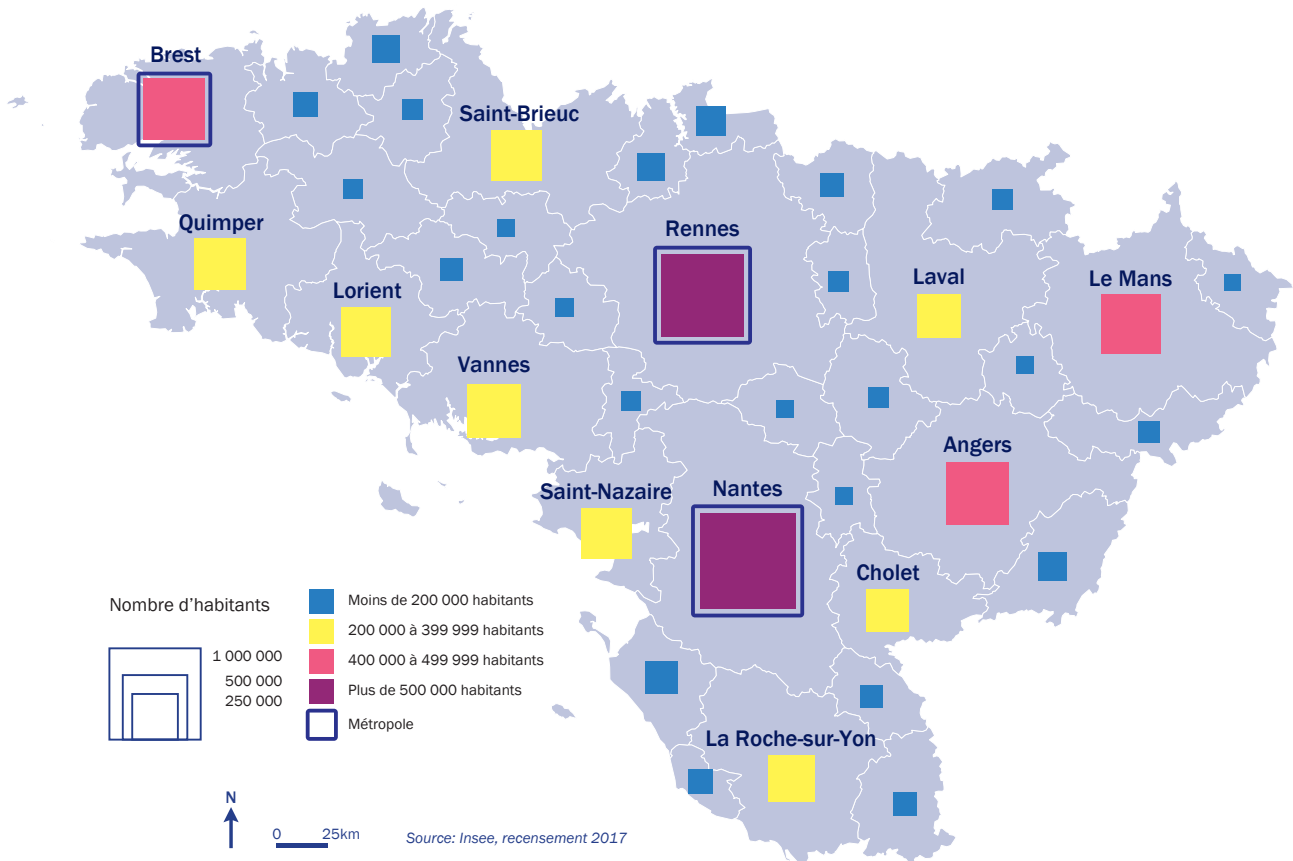 Brest
Saint-Brieuc
Quimper
Rennes
Lorient
Laval
Le Mans
Vannes
Angers
Saint-Nazaire
Nantes
Cholet
La Roche-sur-Yon
Nombre d'habitants
1 000 000
500 000
250 000
Moins de 200 000 habitants
200 000 à 399 999 habitants
400 000 à 499 999 habitants
Plus de 500 000 habitants
Métropole
N
0 25km
Source: Insee, recensement 2017